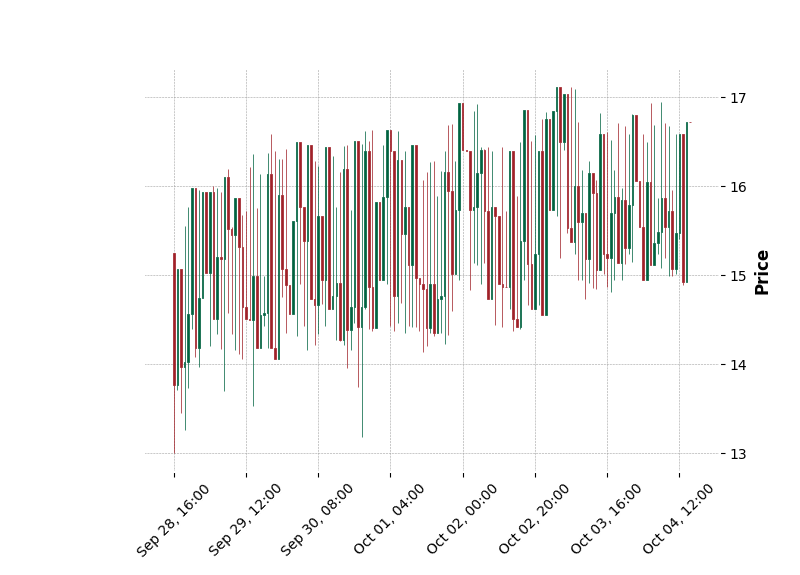 17
16
15
14
13
Price
Sep 28, 16:00
Sep 29, 12:00
Sep 30, 08:00
Oct 01, 04:00
Oct 02, 00:00
Oct 02, 20:00
Oct 03, 16:00
Oct 04, 12:00